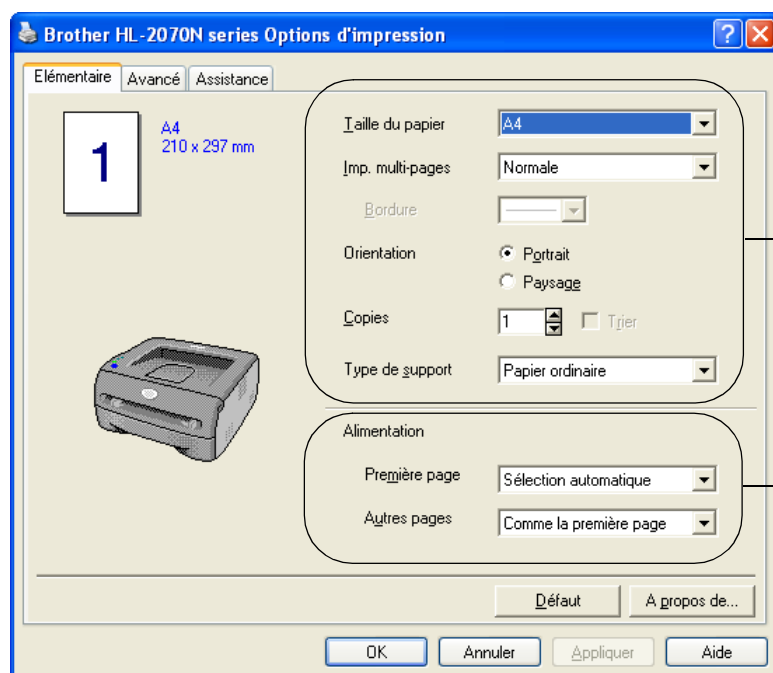 Brother HL-2070N series Options d'impression
Elémentaire Avancé Assistance
1
A4
210 x 297 mm
Taille du papier A4
Imp. multi-pages Normale
Bordure
Orientation Portrait
Paysage
Copies 1 Trier
Type de support Papier ordinaire
Alimentation
Première page Sélection automatique
Autres pages Comme la première page
Défaut A propos de...
OK Annuler Appliquer Aide